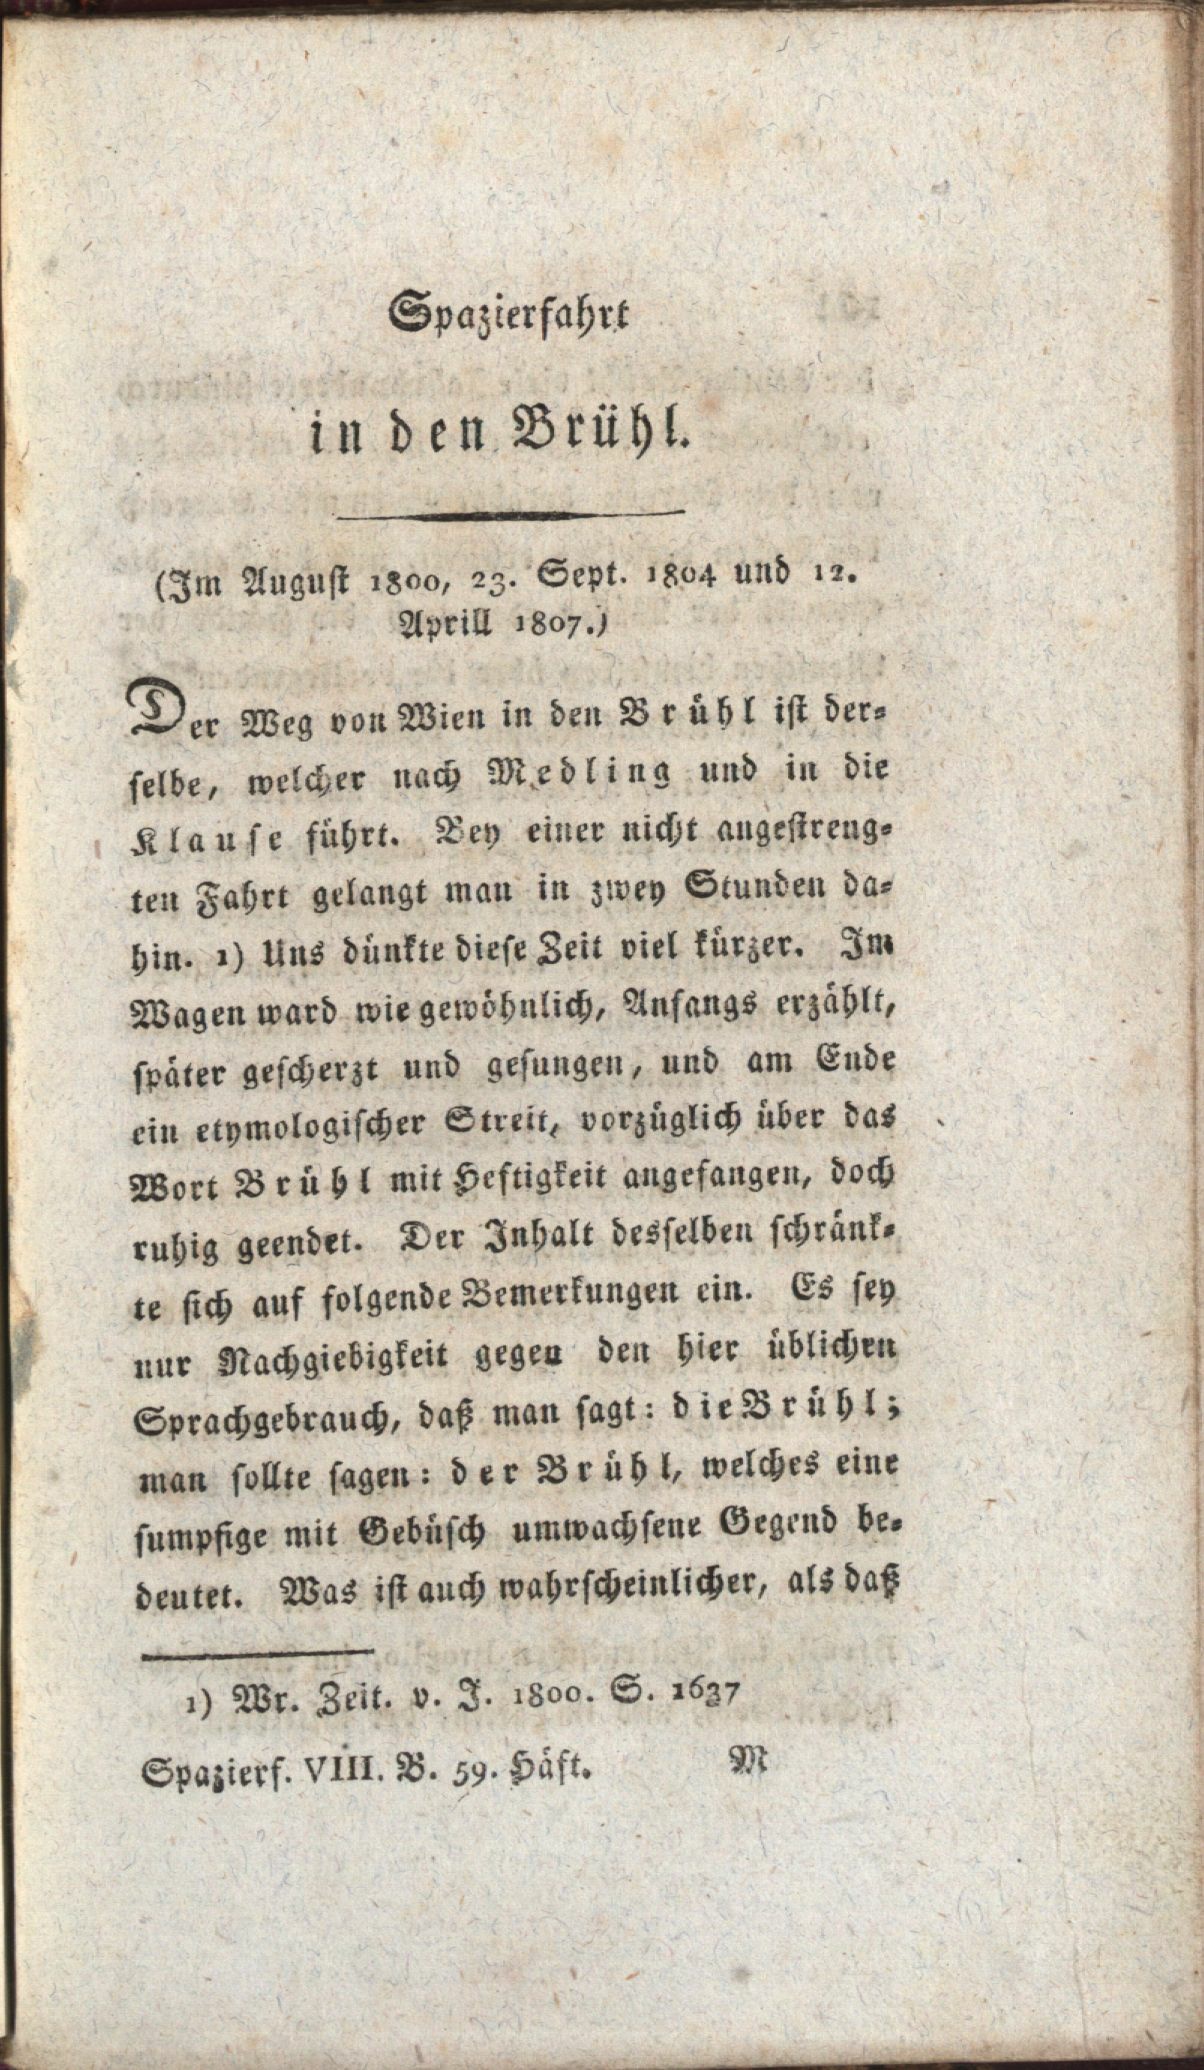 Spazierfahrt
in den Brühl.
(Im August 1800, 23. Sept. 1804 und 12.
Aprill 1807.)
Der Weg von Wien in den Brühl ist der-
selbe, welcher nach Medling und in die
Klause führt. Bey einer nicht angestreng-
ten Fahrt gelangt man in zwey Stunden da-
hin. 1) Uns dünkte diese Zeit viel kürzer. Im
Wagen ward wie gewöhnlich, Anfangs erzählt,
später gescherzt und gesungen, und am Ende
ein etymologischer Streit, vorzüglich über das
Wort Brühl mit Heftigkeit angefangen, doch
ruhig geendet. Der Inhalt desselben schränk-
te sich auf folgende Bemerkungen ein. Es sey
nur Nachgiebigkeit gegen den hier üblichen
Sprachgebrauch, daß man sagt: die Brühl;
man sollte sagen: der Brühl, welches eine
sumpfige mit Gebüsch umwachsene Gegend be-
deutet. Was ist auch wahrscheinlicher, als daß
1) Wr. Zeit. v. J. 1800. S. 1637
Spazierf. VIII. B. 59. Häft. M